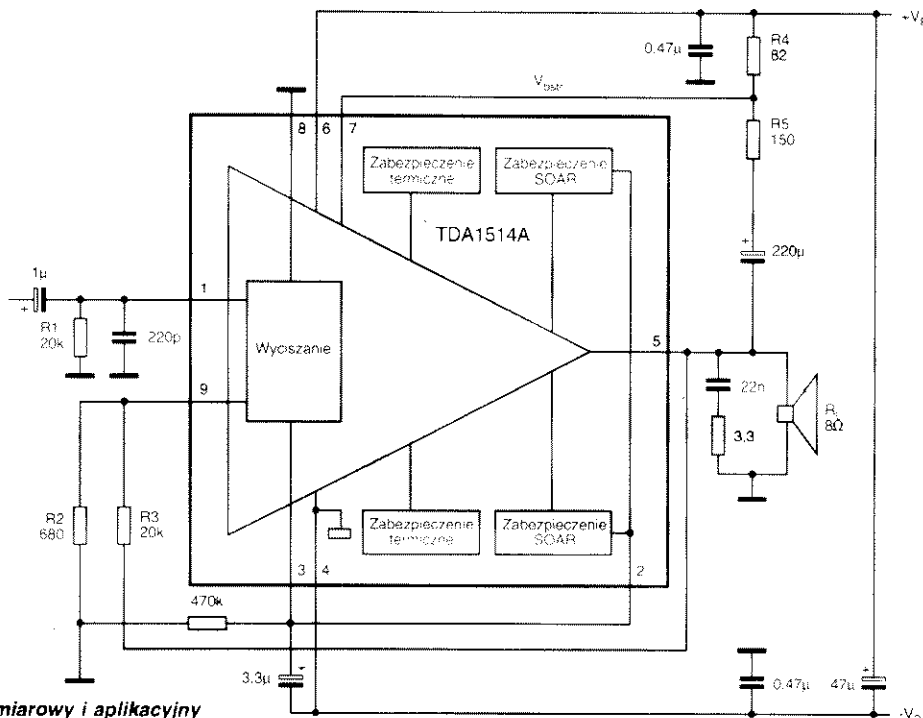 0.47µ
R4
82
Vbstr
R5
150
8
6
7
Zabezpieczenie
termiczne
Zabezpieczenie
SOAR
TDA1514A
220µ
+
1µ
+
1
R1
20k
220p
Wyciszanie
5
9
22n
3,3
8Ω
R2
680
R3
20k
Zabezpieczenie
termiczne
Zabezpieczenie
SOAR
3
4
2
470k
3.3µ
0.47µ
47µ
+
miarowy i aplikacyjny